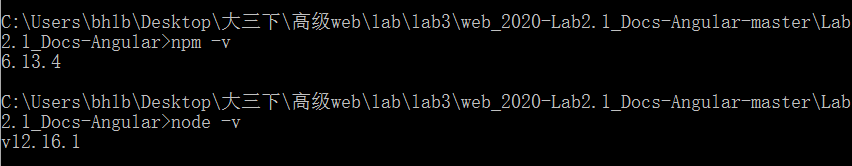 C:\Users\bhlb\Desktop\大三下\高级web\lab\lab3\web_2020-Lab2.1_Docs-Angular-master\Lab
2.1_Docs-Angular>npm -v
6.13.4
C:\Users\bhlb\Desktop\大三下\高级web\lab\lab3\web_2020-Lab2.1_Docs-Angular-master\Lab
2.1_Docs-Angular>node -v
v12.16.1